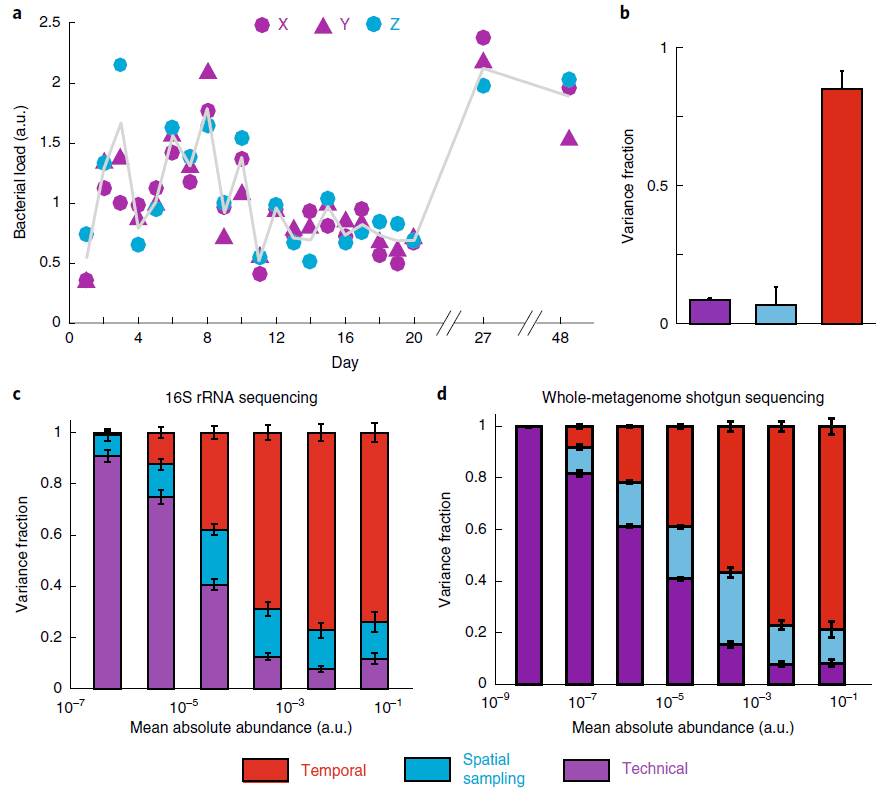 a
2.5
2
1.5
1
0.5
0
Bacterial load (a.u.)
X Y Z
0 4 8 12 16 20 27 48
Day
b
1
0.5
0
Variance fraction
c
16S rRNA sequencing
1
0.8
0.6
0.4
0.2
0
Variance fraction
10–7 10–5 10–3 10–1
Mean absolute abundance (a.u.)
d
Whole-metagenome shotgun sequencing
1
0.8
0.6
0.4
0.2
0
Variance fraction
10–9 10–7 10–5 10–3 10–1
Mean absolute abundance (a.u.)
Temporal
Spatial
sampling
Technical